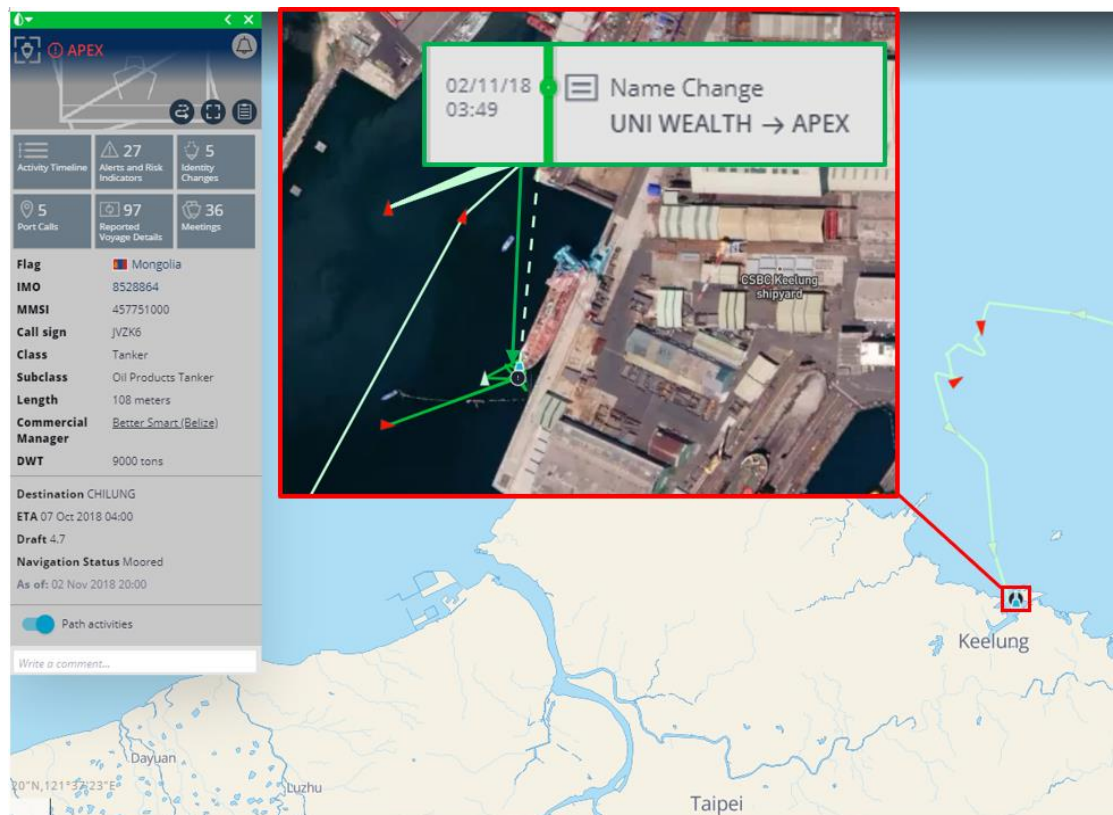 APEX
Activity Timeline
27
Alerts and Risk
Indicators
5
Identity
Changes
5
Port Calls
97
Reported
Voyage Details
36
Meetings
Flag Mongolia
IMO 8528864
MMSI 457751000
Call sign JVZK6
Class Tanker
Subclass Oil Products Tanker
Length 108 meters
Commercial
Manager Better Smart (Belize)
DWT 9000 tons
Destination CHILUNG
ETA 07 Oct 2018 04:00
Draft 4.7
Navigation Status Moored
As of: 02 Nov 2018 20:00
Path activities
Write a comment...
02/11/18
03:49
Name Change
UNI WEALTH → APEX
CSBC Keelung
shipyard
Keelung
Dayuan
20"N,121°37'23"E
Luzhu
Taipei